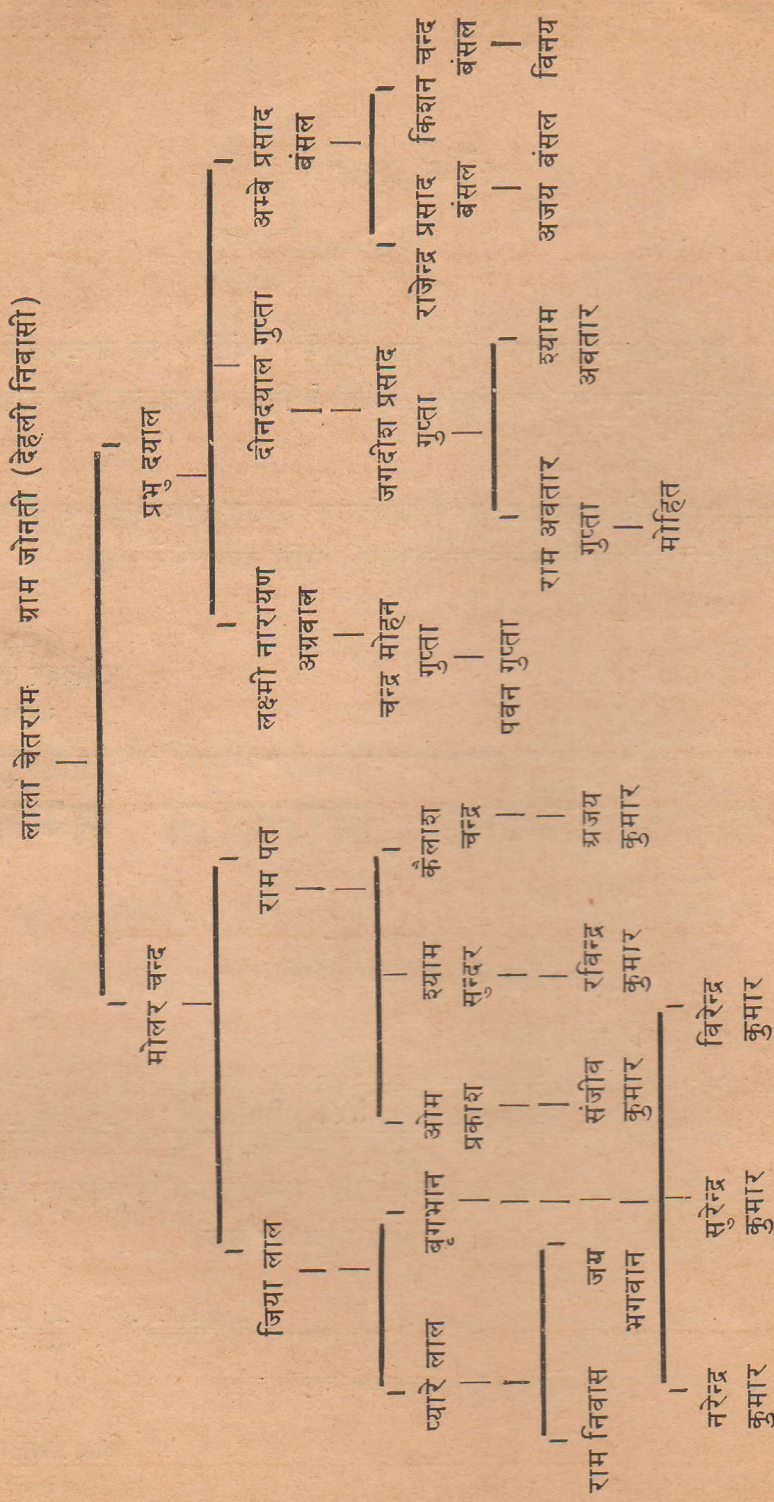 लाला चेतराम ग्राम जोनती (देहली निवासी)
मोलर चन्द प्रभु दयाल
जिया लाल राम पत लक्ष्मी नारायण दीनदयाल गुप्ता अम्बे प्रसाद
अग्रवाल बंसल
प्यारे लाल बृगभान ओम श्याम कैलाश चन्द्र मोहन जगदीश प्रसाद राजेन्द्र प्रसाद किशन चन्द
प्रकाश सुन्दर चन्द्र गुप्ता गुप्ता बंसल बंसल
राम निवास जय संजीव रविन्द्र अजय पवन गुप्ता राम अवतार श्याम अजय बंसल विनय
भगवान कुमार कुमार कुमार गुप्ता अवतार
नरेन्द्र सुरेन्द्र विरेन्द्र मोहित
कुमार कुमार कुमार